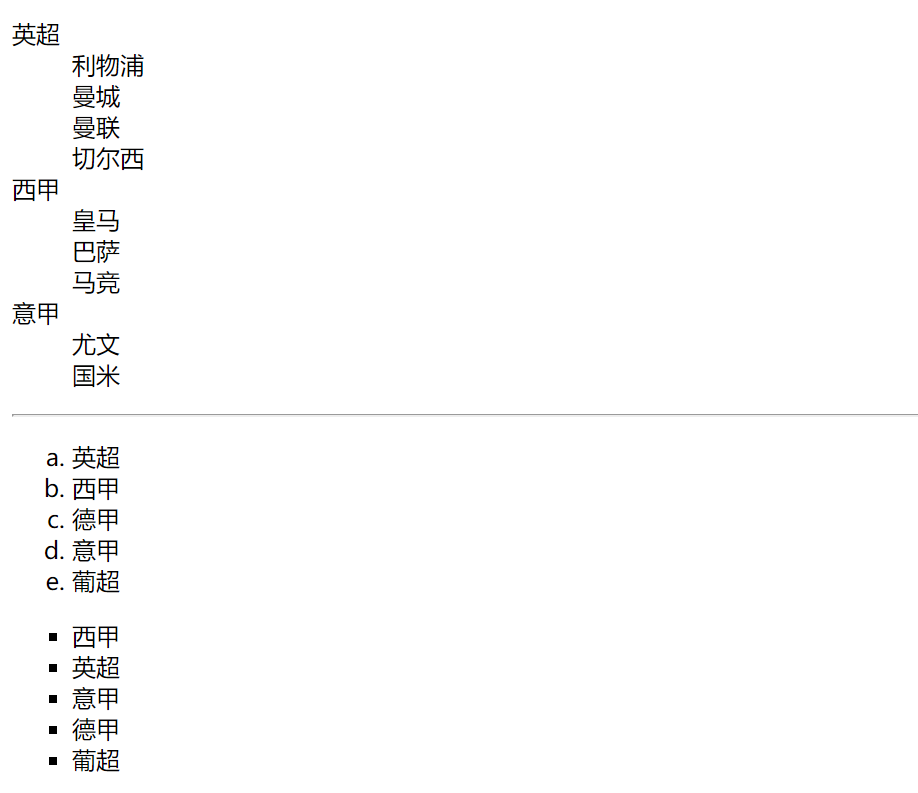 英超
利物浦
曼城
曼联
切尔西
西甲
皇马
巴萨
马竞
意甲
尤文
国米
a. 英超
b. 西甲
c. 德甲
d. 意甲
e. 葡超
▪ 西甲
▪ 英超
▪ 意甲
▪ 德甲
▪ 葡超